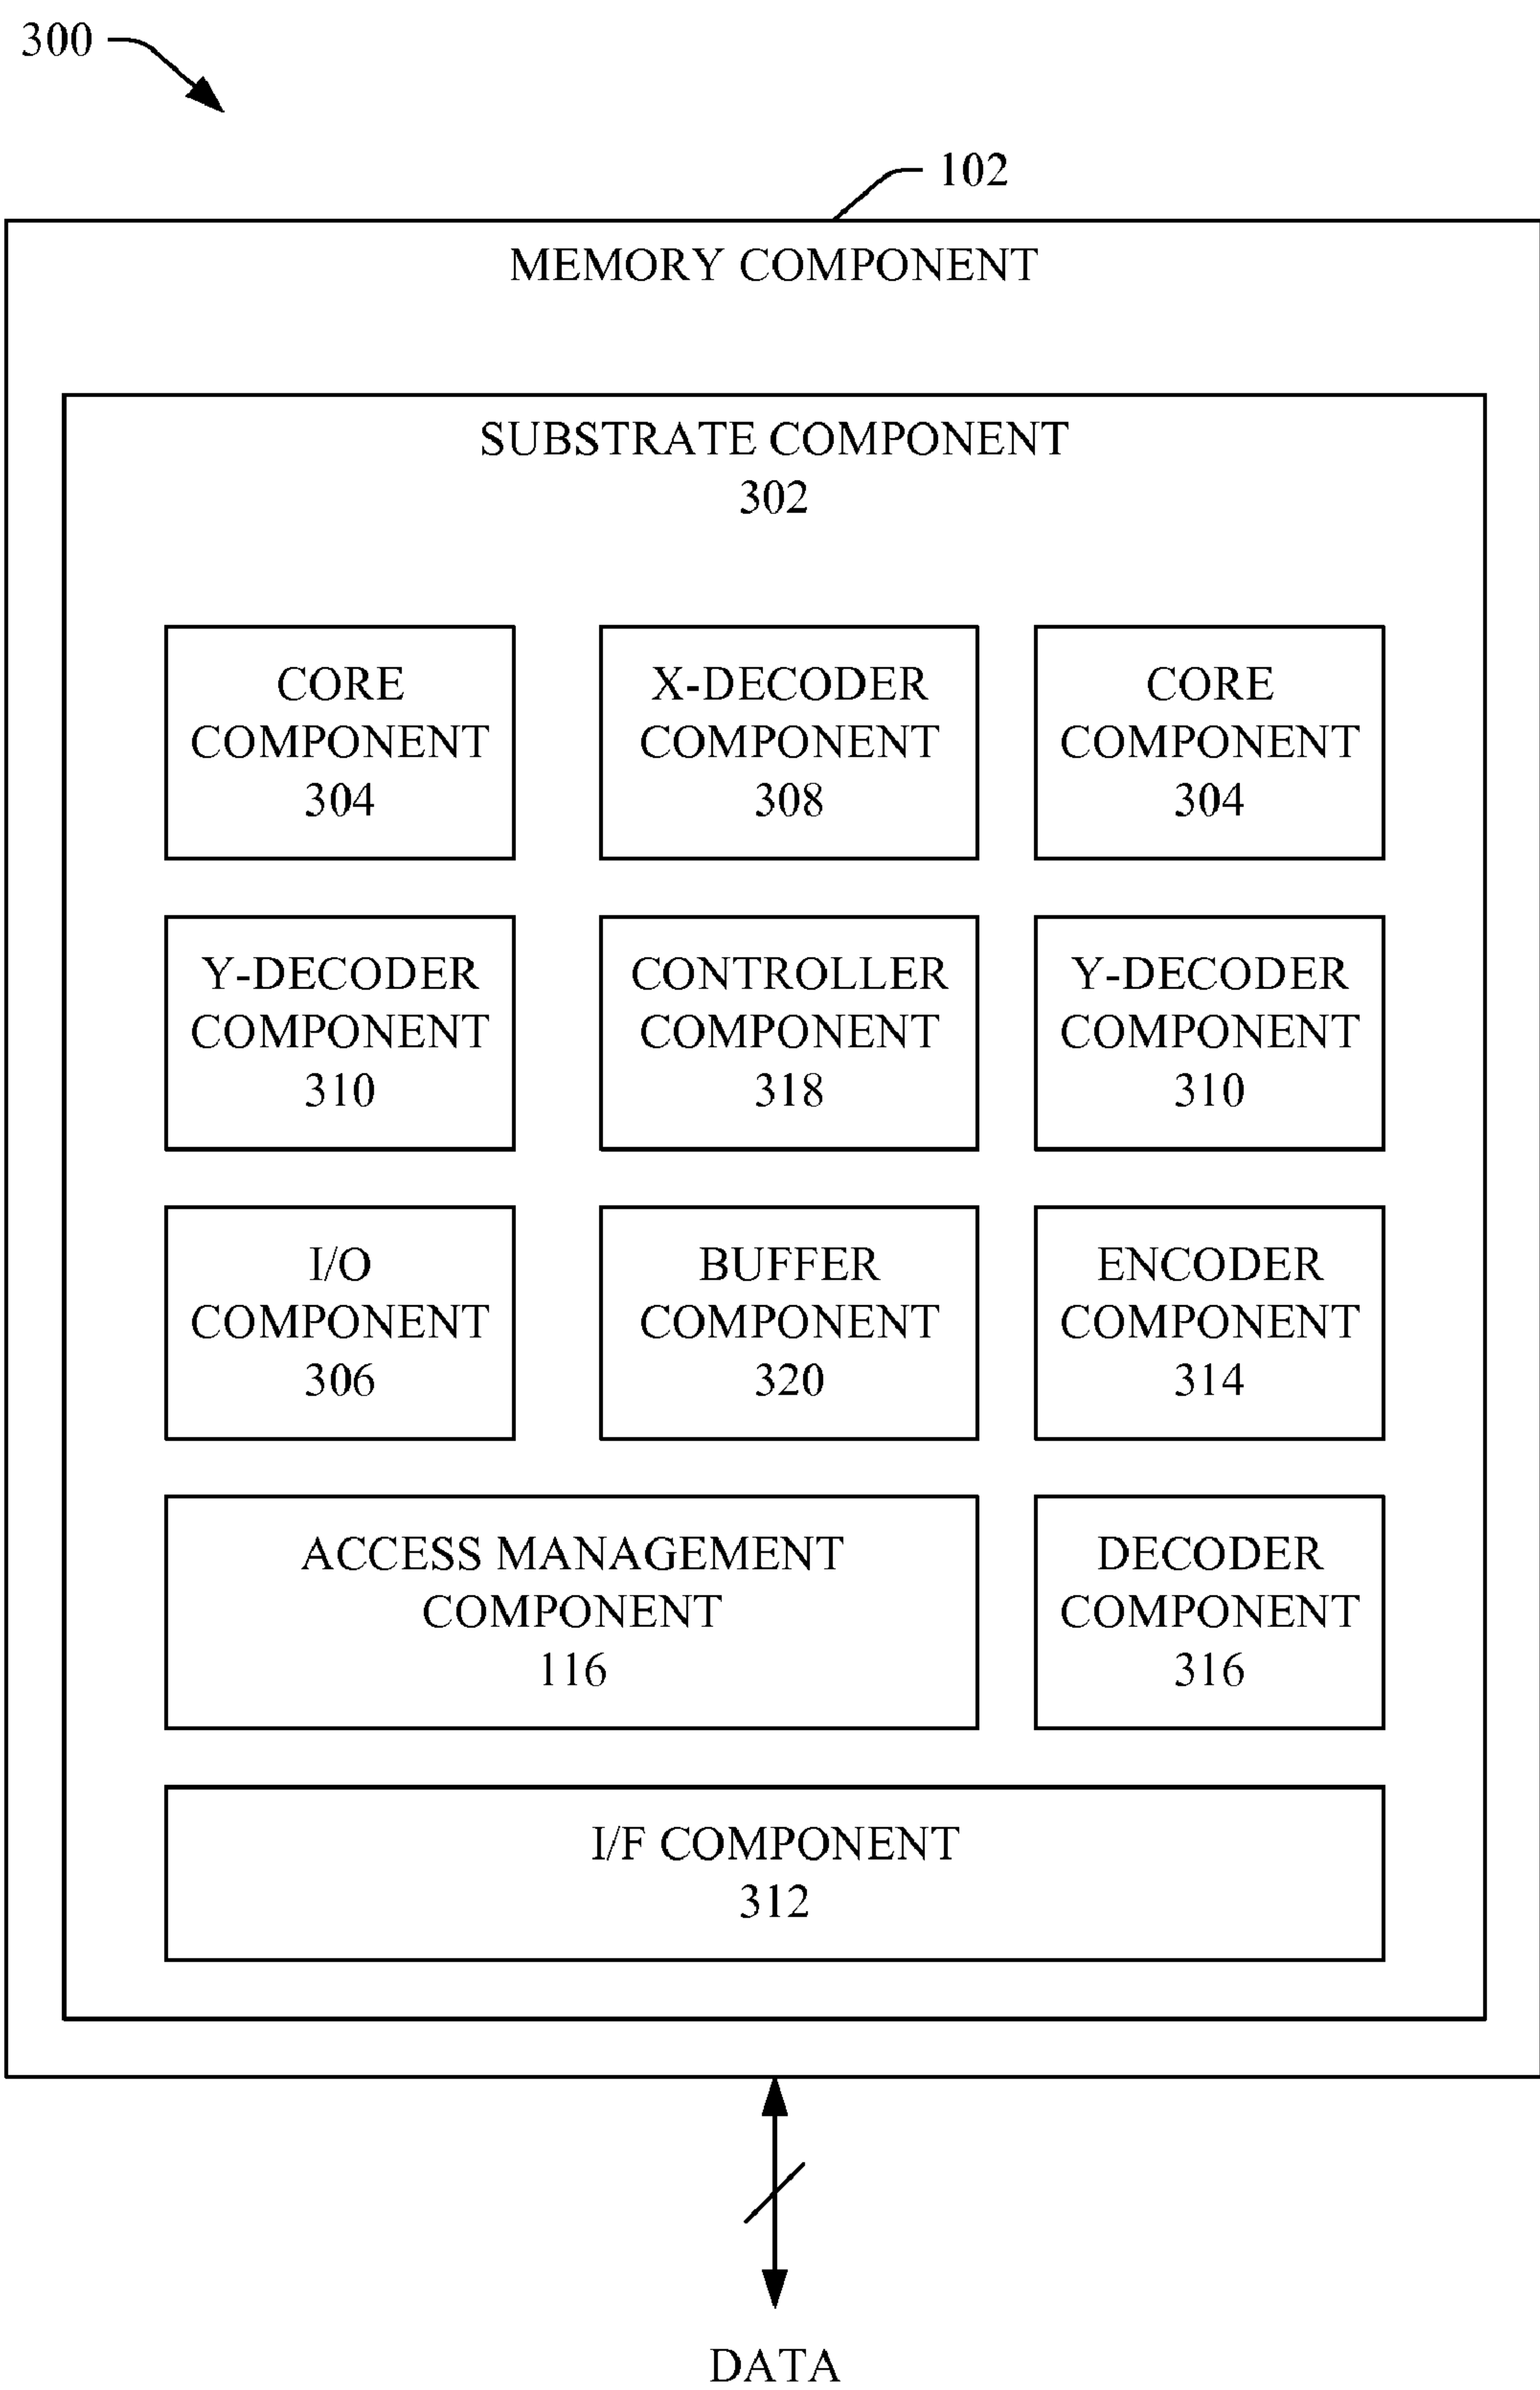 300
102
MEMORY COMPONENT
SUBSTRATE COMPONENT
302
CORE
COMPONENT
304
X-DECODER
COMPONENT
308
CORE
COMPONENT
304
Y-DECODER
COMPONENT
310
CONTROLLER
COMPONENT
318
Y-DECODER
COMPONENT
310
I/O
COMPONENT
306
BUFFER
COMPONENT
320
ENCODER
COMPONENT
314
ACCESS MANAGEMENT
COMPONENT
116
DECODER
COMPONENT
316
I/F COMPONENT
312
DATA